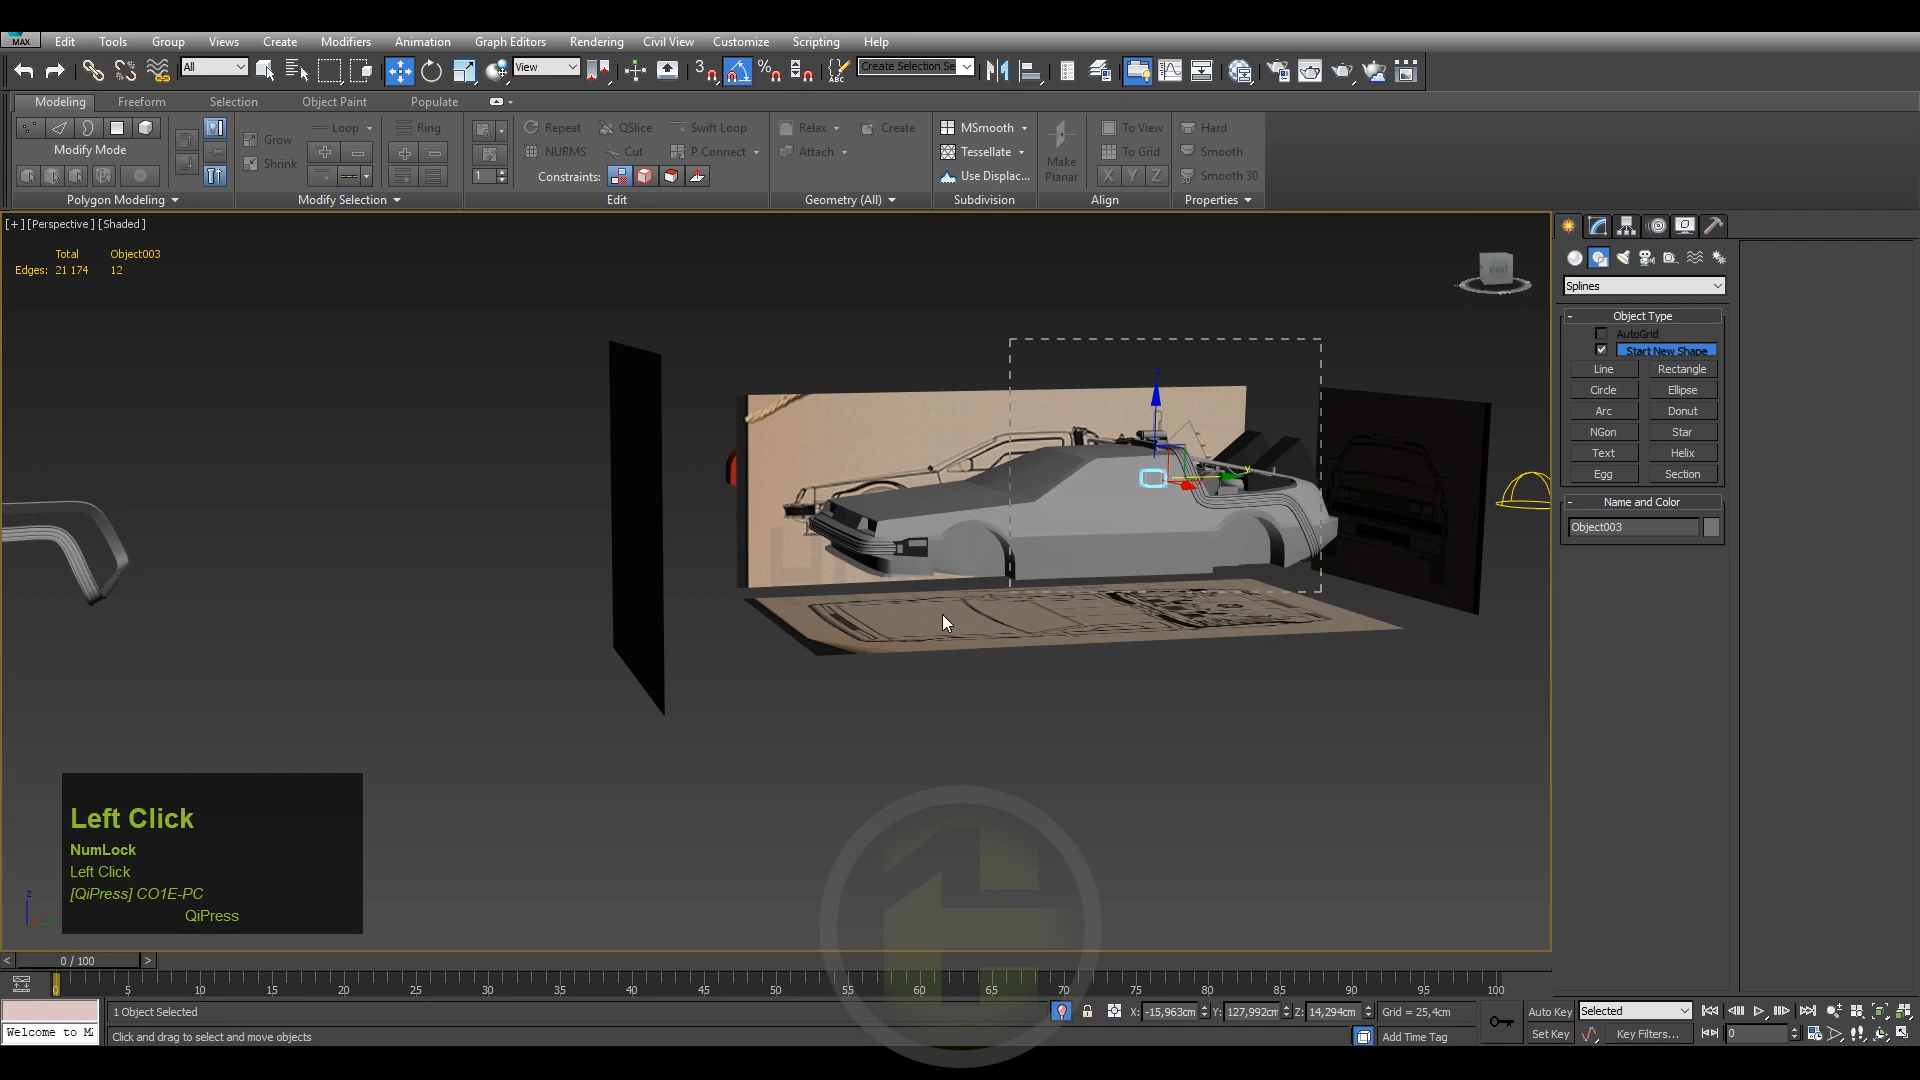 MAX
Edit Tools Group Views Create Modifiers Animation Graph Editors Rendering Civil View Customize Scripting Help
All View 3 % ABC Create Selection Se
Modeling Freeform Selection Object Paint Populate
Modify Mode
Polygon Modeling
Grow
Shrink
Loop Ring
Modify Selection
1
Repeat QSlice Swift Loop
NURMS Cut P Connect
Constraints:
Edit
Relax Create
Attach
Geometry (All)
MSmooth
Tessellate
Use Displac...
Subdivision
Make
Planar
To View
To Grid
X Y Z
Align
Hard
Smooth
Smooth 30
Properties
[+] [Perspective] [Shaded]
Total Object003
Edges: 21 174 12
RIGHT
z
y
Splines
- Object Type
AutoGrid
Start New Shape
Line Rectangle
Circle Ellipse
Arc Donut
NGon Star
Text Helix
Egg Section
- Name and Color
Object003
Left Click
NumLock
Left Click
[QiPress] CO1E-PC
QiPress
z
< 0 / 100 >
0 5 10 15 20 25 30 35 40 45 50 55 60 65 70 75 80 85 90 95 100
1 Object Selected
X: -15,963cm Y: 127,992cm Z: 14,294cm Grid = 25,4cm
Auto Key Selected
Welcome to M
Click and drag to select and move objects
Add Time Tag
Set Key Key Filters... 0